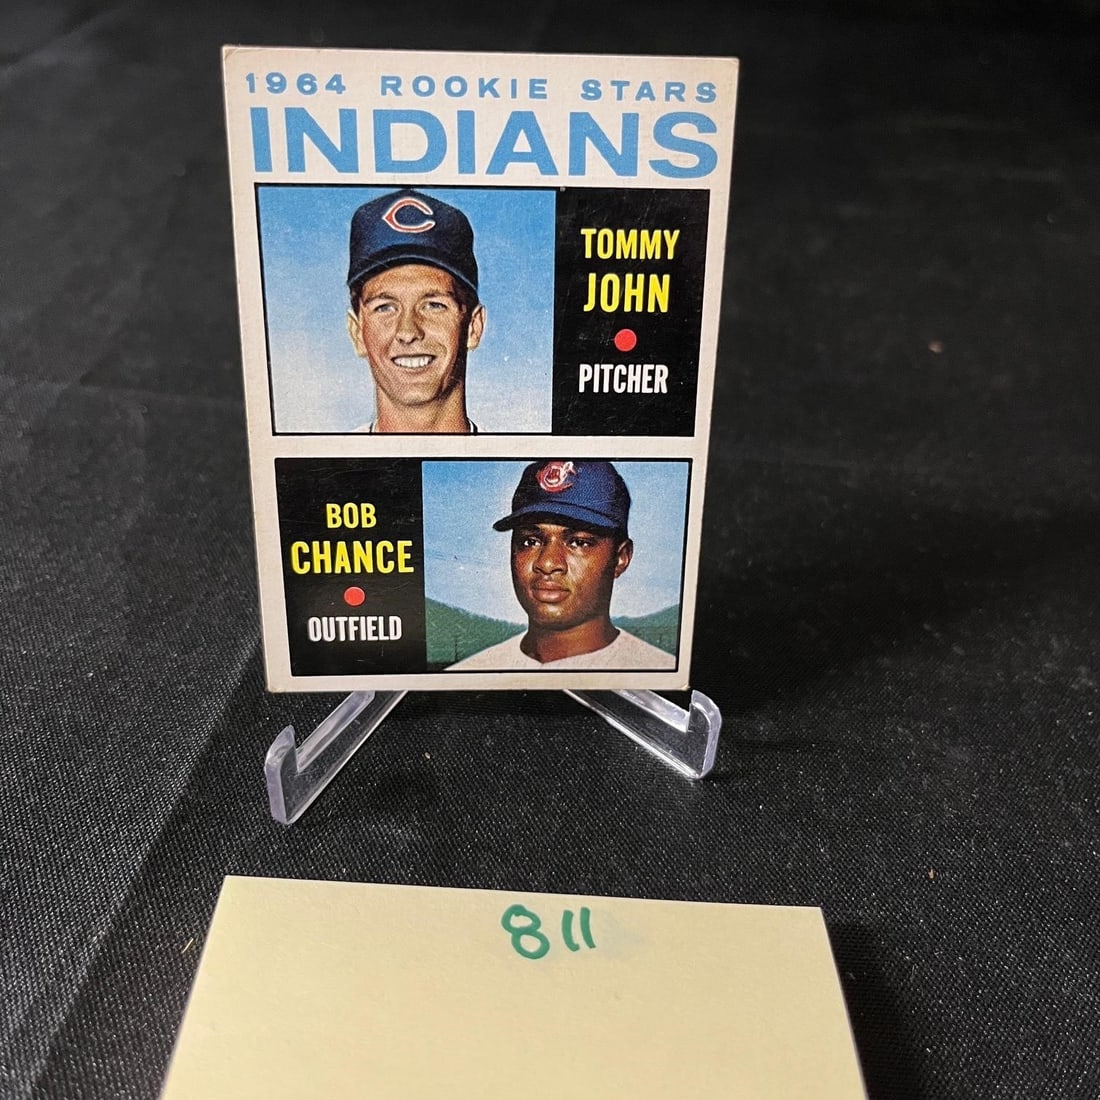 1964 ROOKIE STARS
INDIANS
TOMMY
JOHN
PITCHER
BOB
CHANCE
OUTFIELD
811